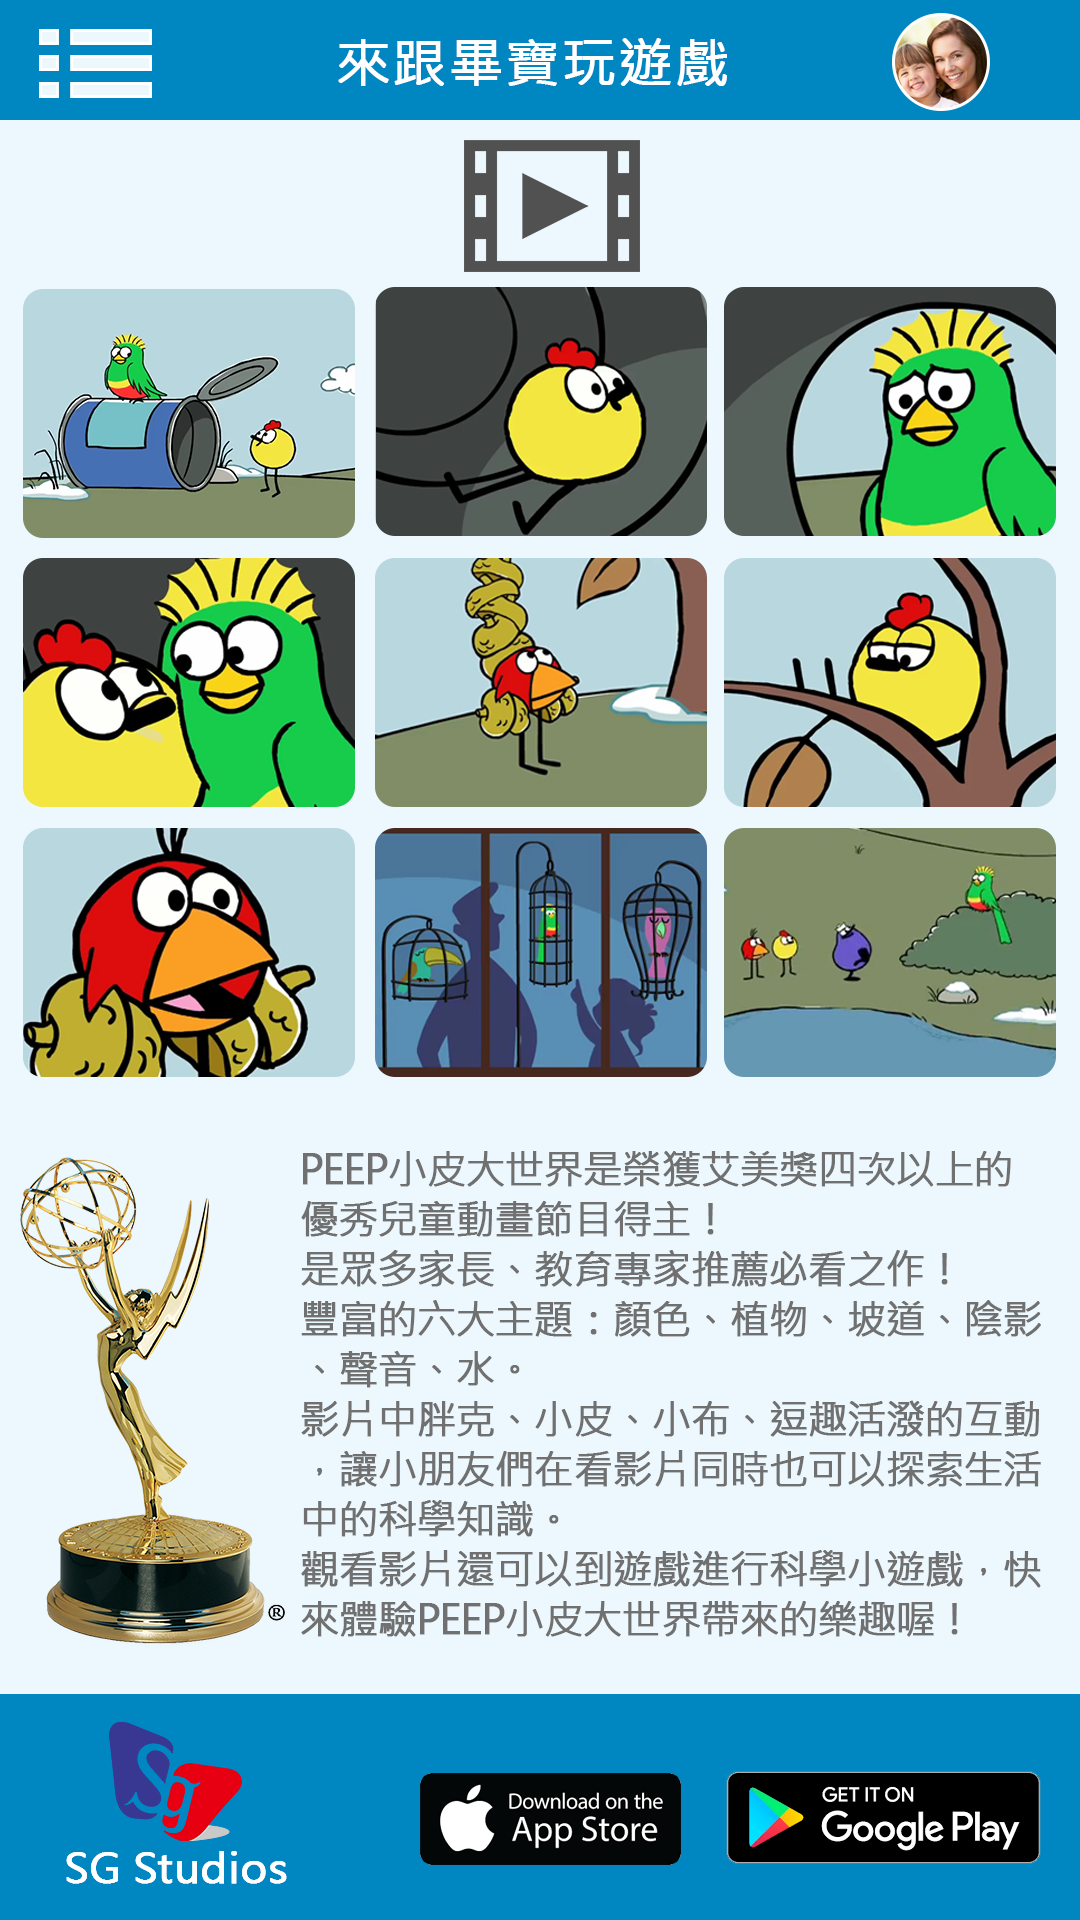 來跟畢寶玩遊戲
PEEP小皮大世界是榮獲艾美獎四次以上的
優秀兒童動畫節目得主！
是眾多家長、教育專家推薦必看之作！
豐富的六大主題：顏色、植物、坡道、陰影
、聲音、水。
影片中胖克、小皮、小布、逗趣活潑的互動
，讓小朋友們在看影片同時也可以探索生活
中的科學知識。
觀看影片還可以到遊戲進行科學小遊戲，快
來體驗PEEP小皮大世界帶來的樂趣喔！
®
Sg
SG Studios
Download on the
App Store
GET IT ON
Google Play